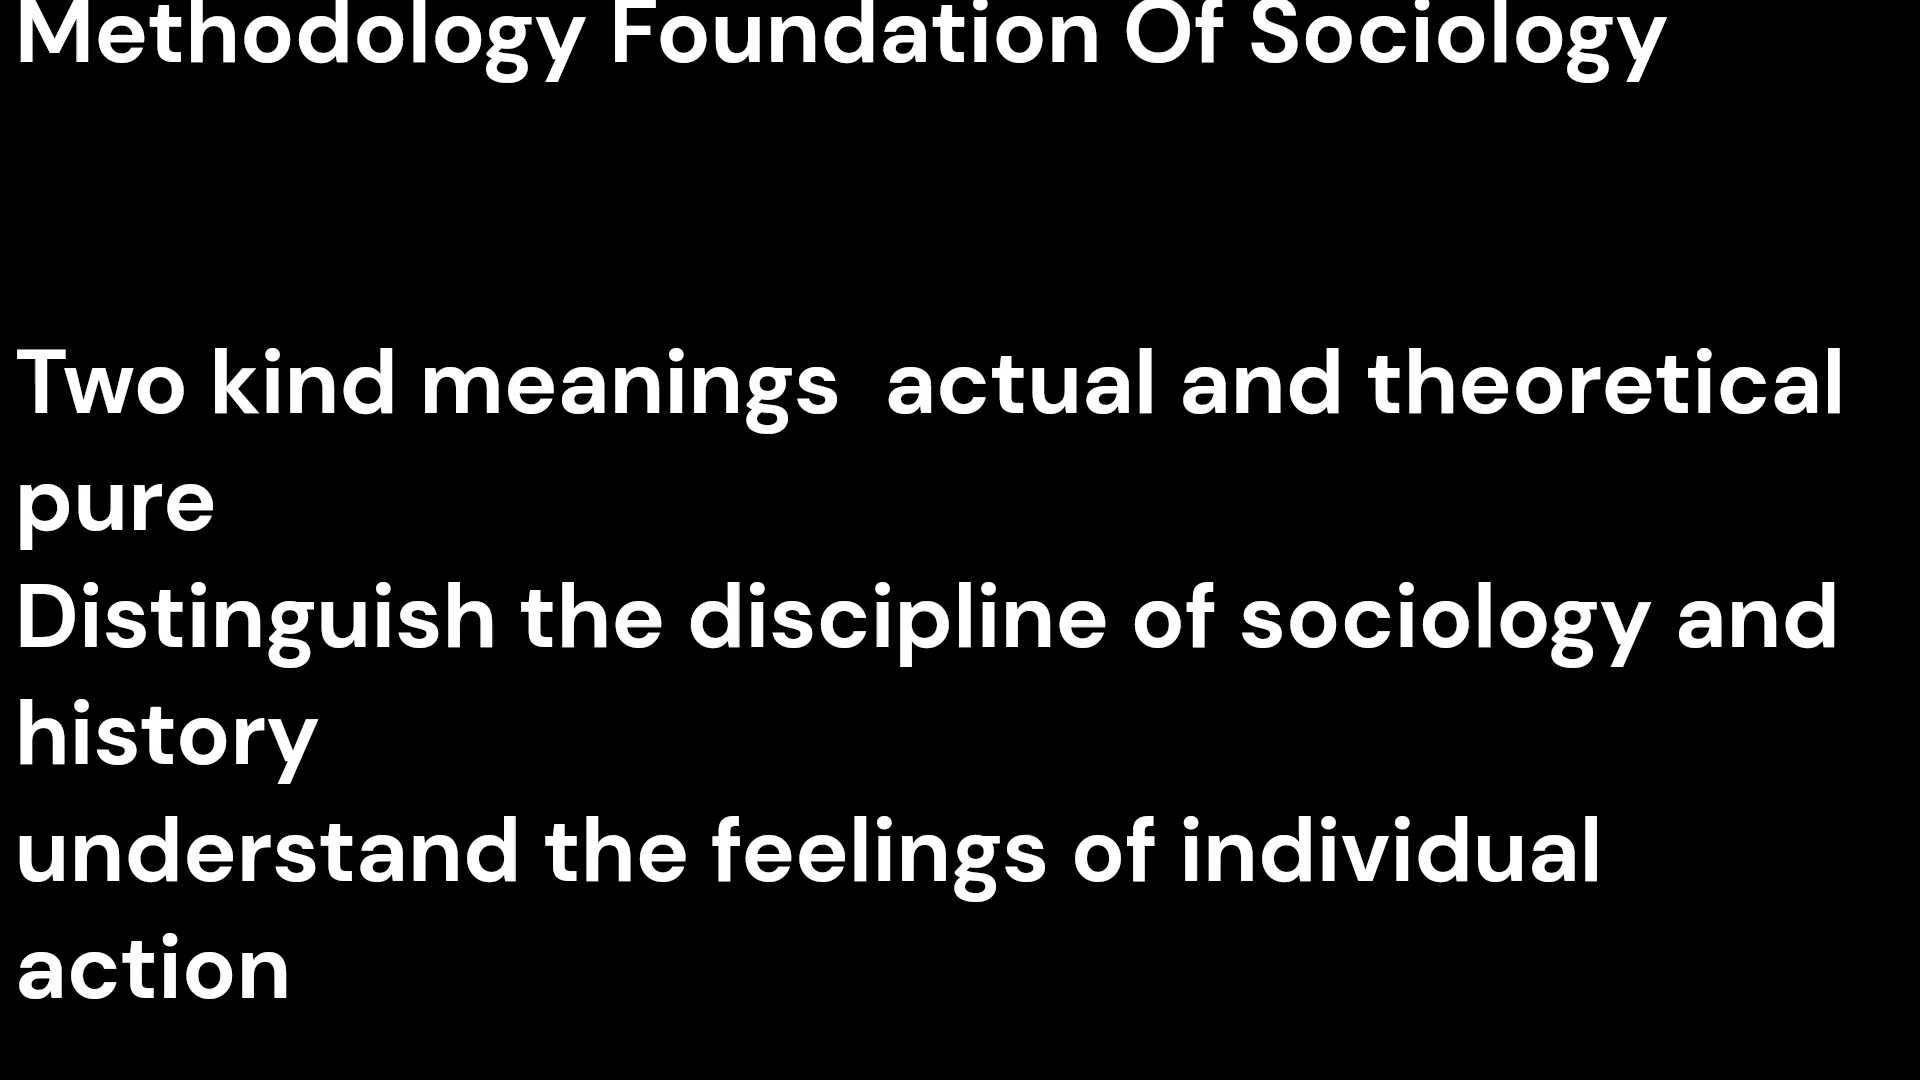 Methodology Foundation Of Sociology
Two kind meanings  actual and theoretical
pure
Distinguish the discipline of sociology and
history
understand the feelings of individual
action